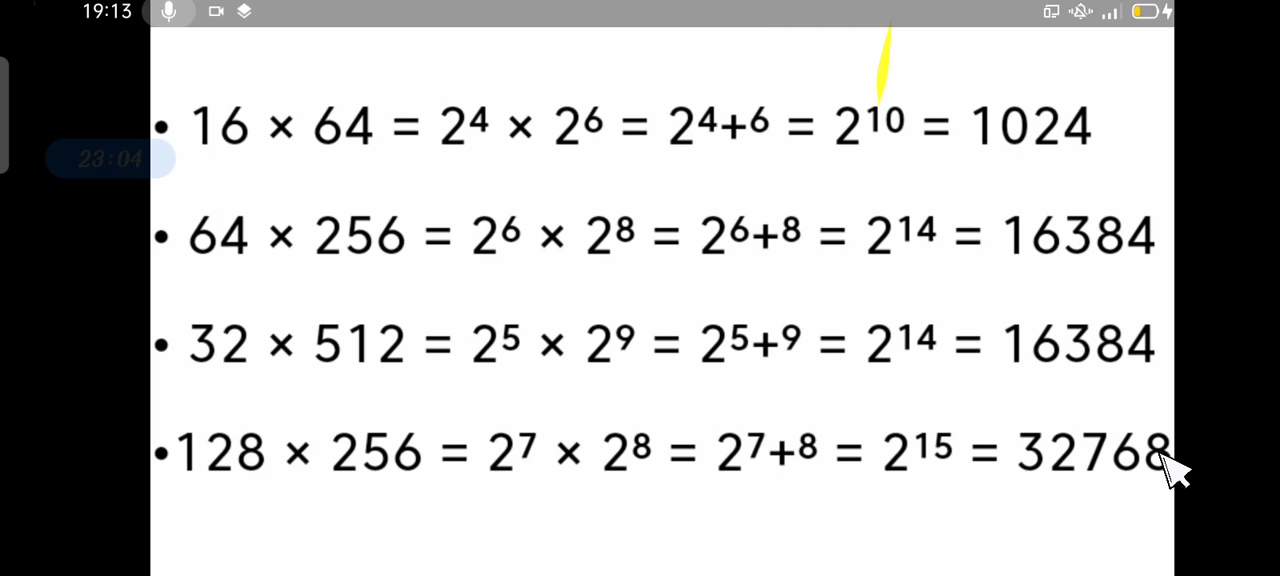 19:13
• 16 × 64 = 2⁴ × 2⁶ = 2⁴⁺⁶ = 2¹⁰ = 1024
23:04
• 64 × 256 = 2⁶ × 2⁸ = 2⁶⁺⁸ = 2¹⁴ = 16384
• 32 × 512 = 2⁵ × 2⁹ = 2⁵⁺⁹ = 2¹⁴ = 16384
•128 × 256 = 2⁷ × 2⁸ = 2⁷⁺⁸ = 2¹⁵ = 32768